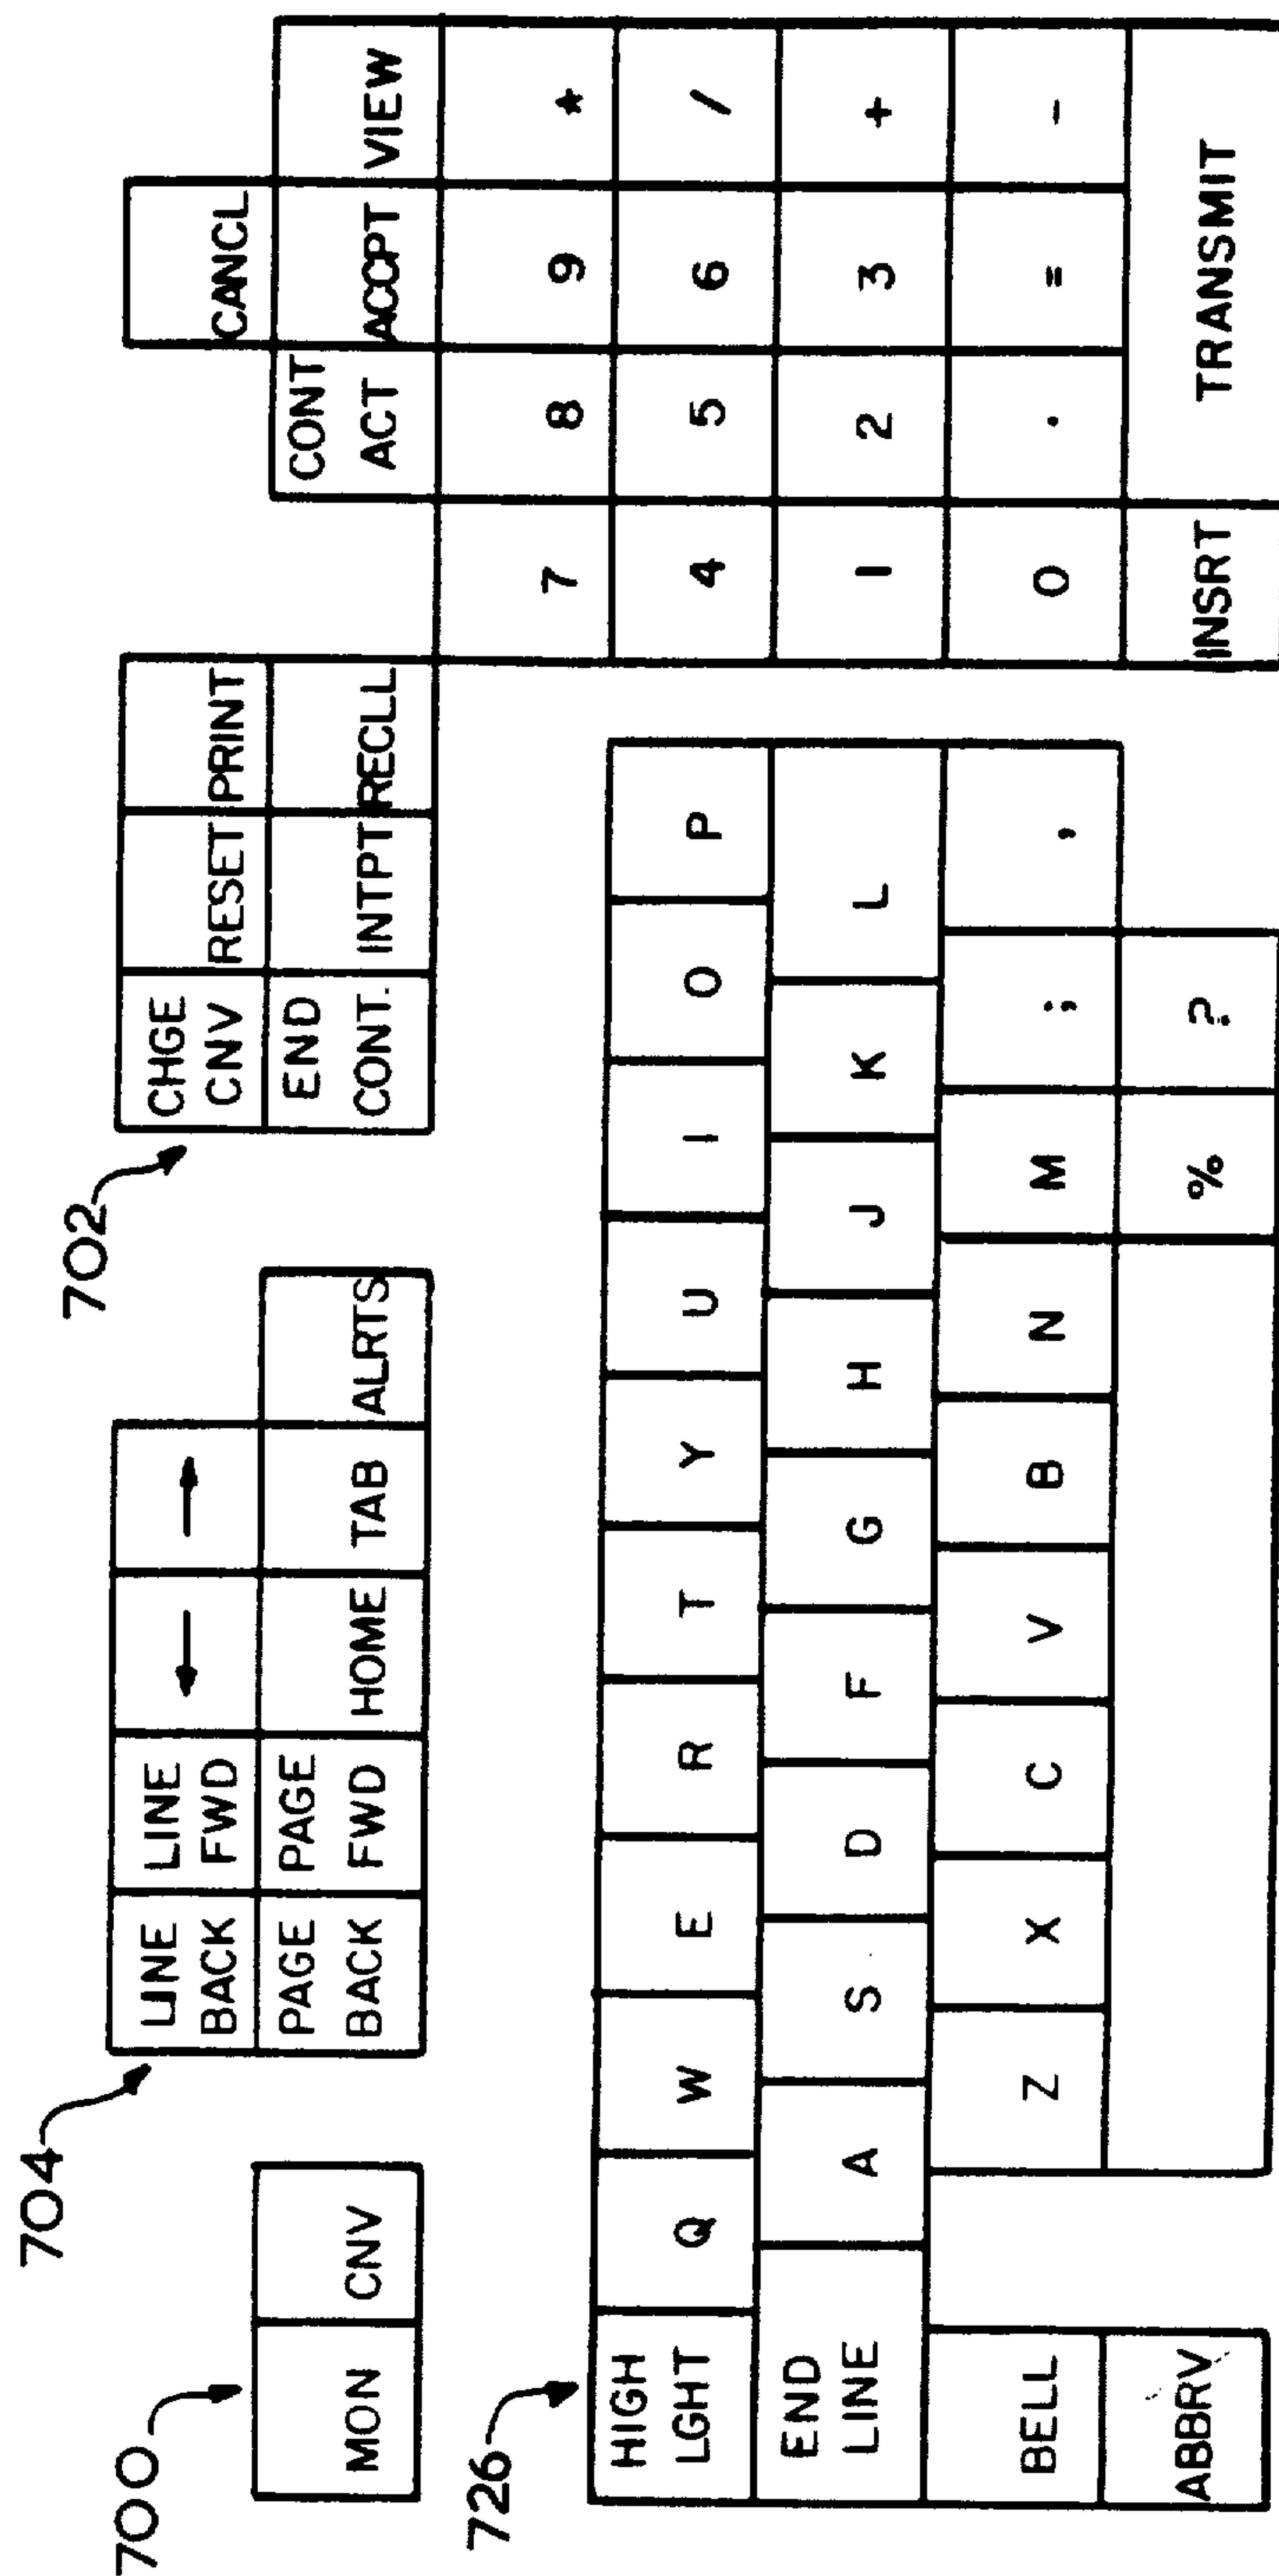 700
MON CNV
704
LINE BACK LINE FWD ← →
PAGE BACK PAGE FWD HOME TAB ALRTS
702
CHGE CNV RESET PRINT
END CONT. INTPT RECLL
CANCL
CONT ACT ACCPT VIEW
7 8 9 *
4 5 6 /
1 2 3 +
0 . = -
INSRT TRANSMIT
726
HIGH LGHT Q W E R T Y U I O P
END LINE A S D F G H J K L
BELL Z X C V B N M ; ,
ABBRV % ?